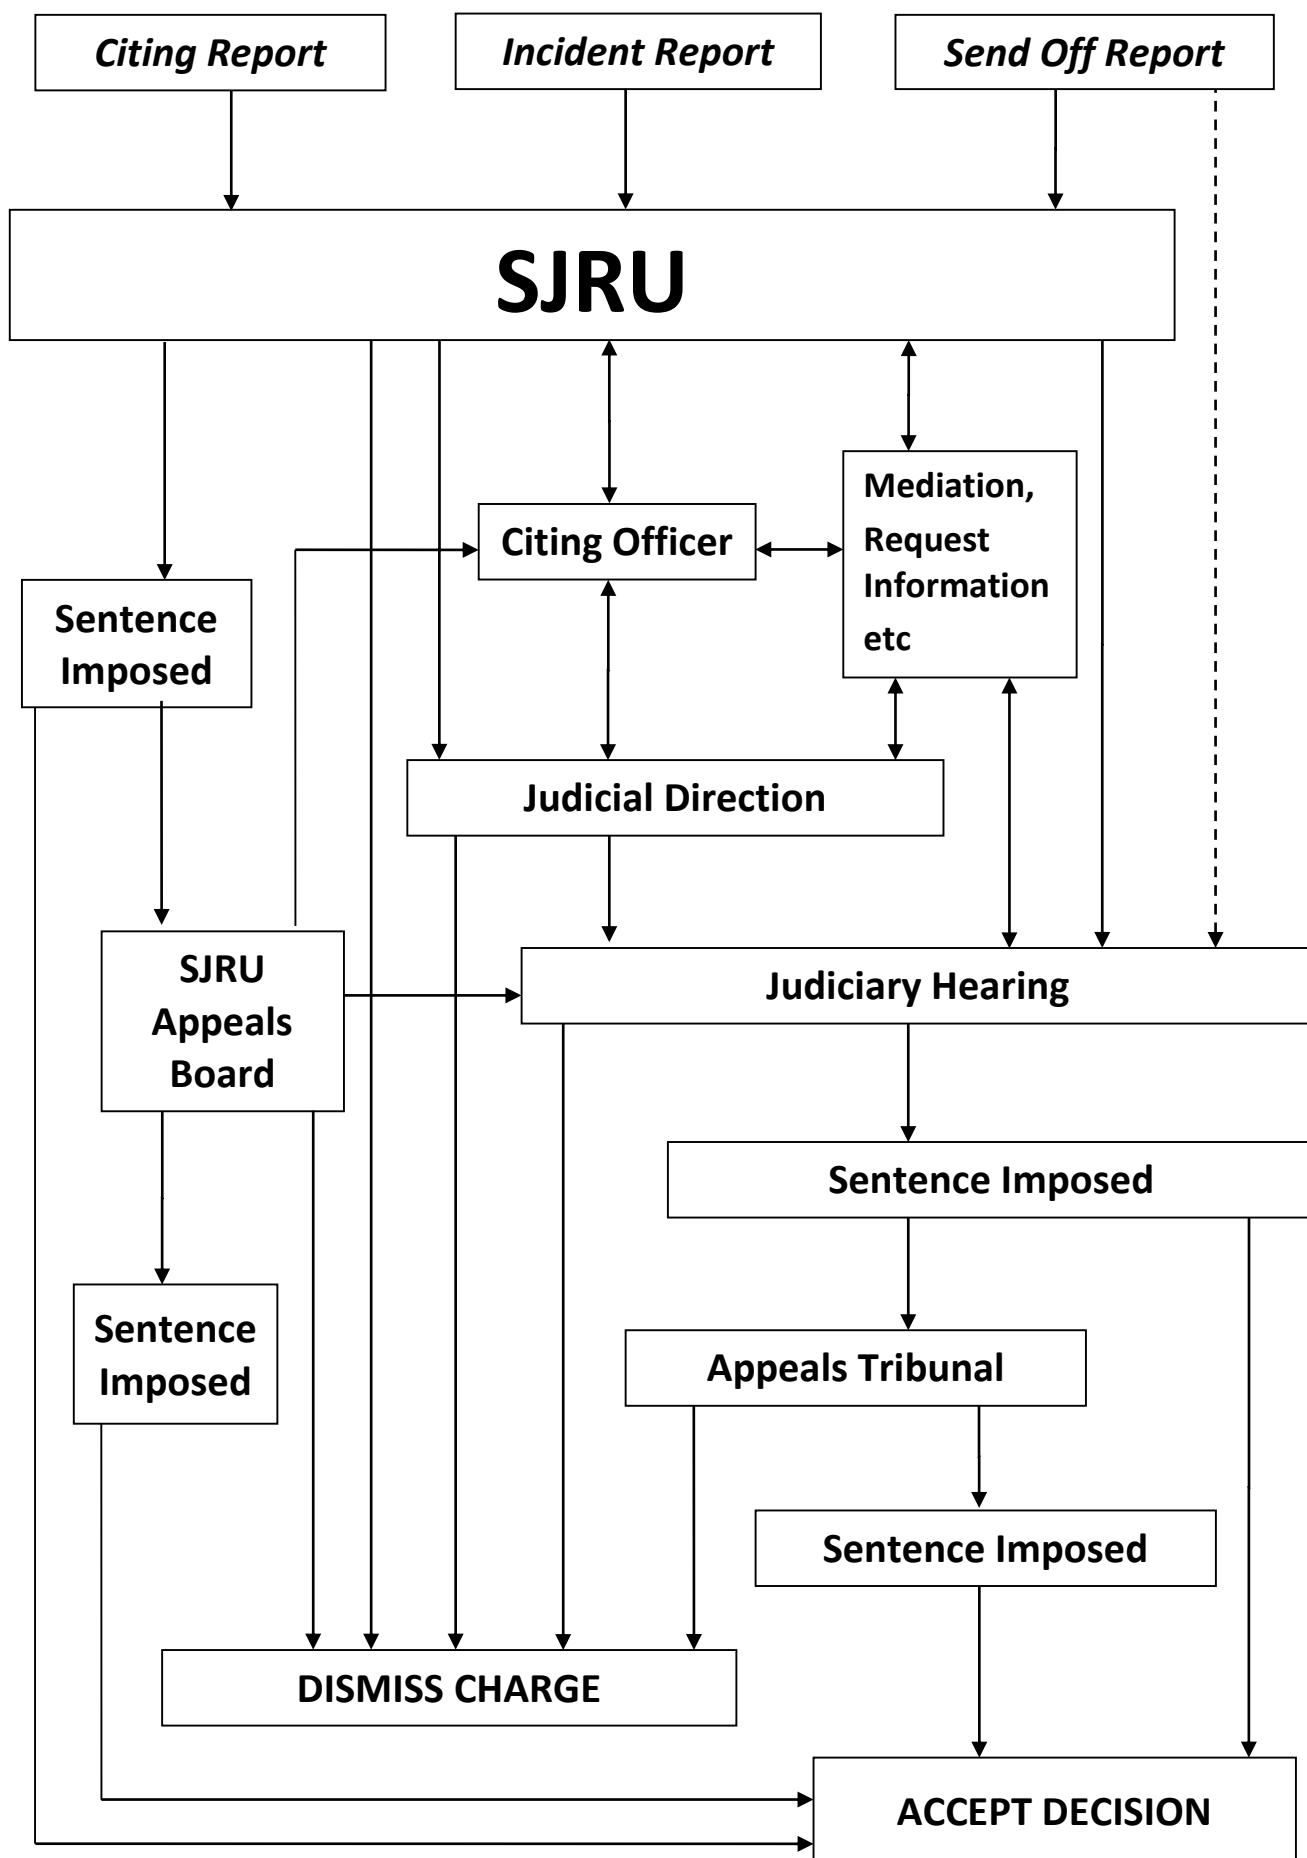 Citing Report
Incident Report
Send Off Report
SJRU
Mediation,
Request
Information
etc
Citing Officer
Sentence
Imposed
Judicial Direction
SJRU
Appeals
Board
Judiciary Hearing
Sentence Imposed
Sentence
Imposed
Appeals Tribunal
Sentence Imposed
DISMISS CHARGE
ACCEPT DECISION